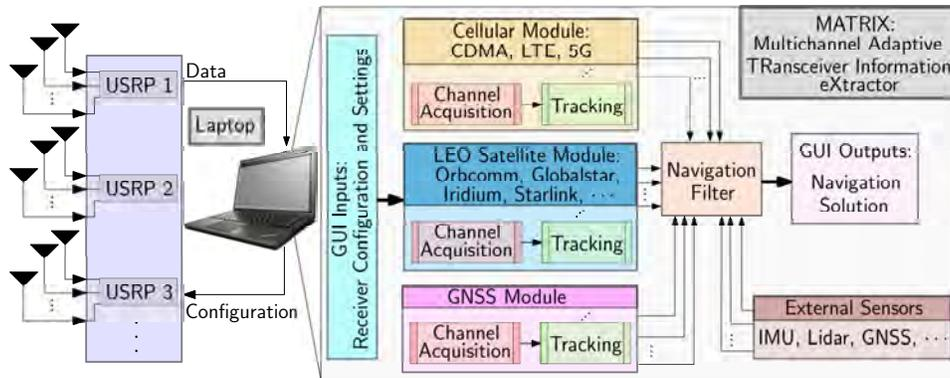 USRP 1
USRP 2
USRP 3
Data
Laptop
Configuration
GUI Inputs:
Receiver Configuration and Settings
Cellular Module:
CDMA, LTE, 5G
Channel
Acquisition
Tracking
LEO Satellite Module:
Orbcomm, Globalstar,
Iridium, Starlink, ···
Channel
Acquisition
Tracking
GNSS Module
Channel
Acquisition
Tracking
Navigation
Filter
MATRIX:
Multichannel Adaptive
TRansceiver Information
eXtractor
GUI Outputs:
Navigation
Solution
External Sensors
IMU, Lidar, GNSS, ···